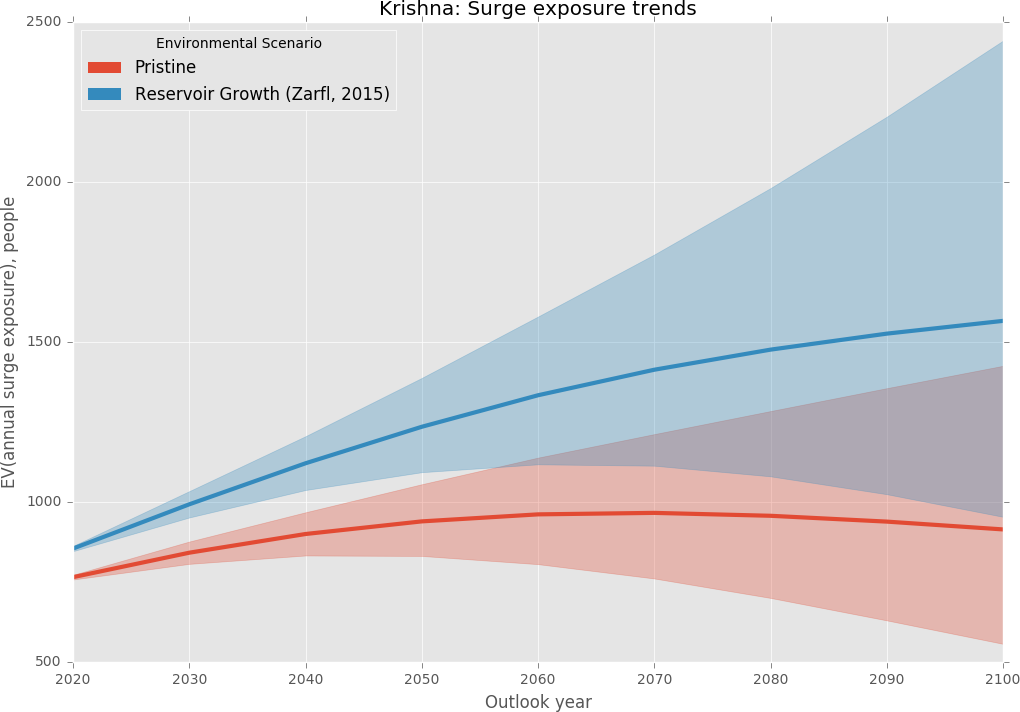 Krishna: Surge exposure trends
2500
2000
1500
1000
500
EV(annual surge exposure), people
Environmental Scenario
Pristine
Reservoir Growth (Zarfl, 2015)
2020 2030 2040 2050 2060 2070 2080 2090 2100
Outlook year